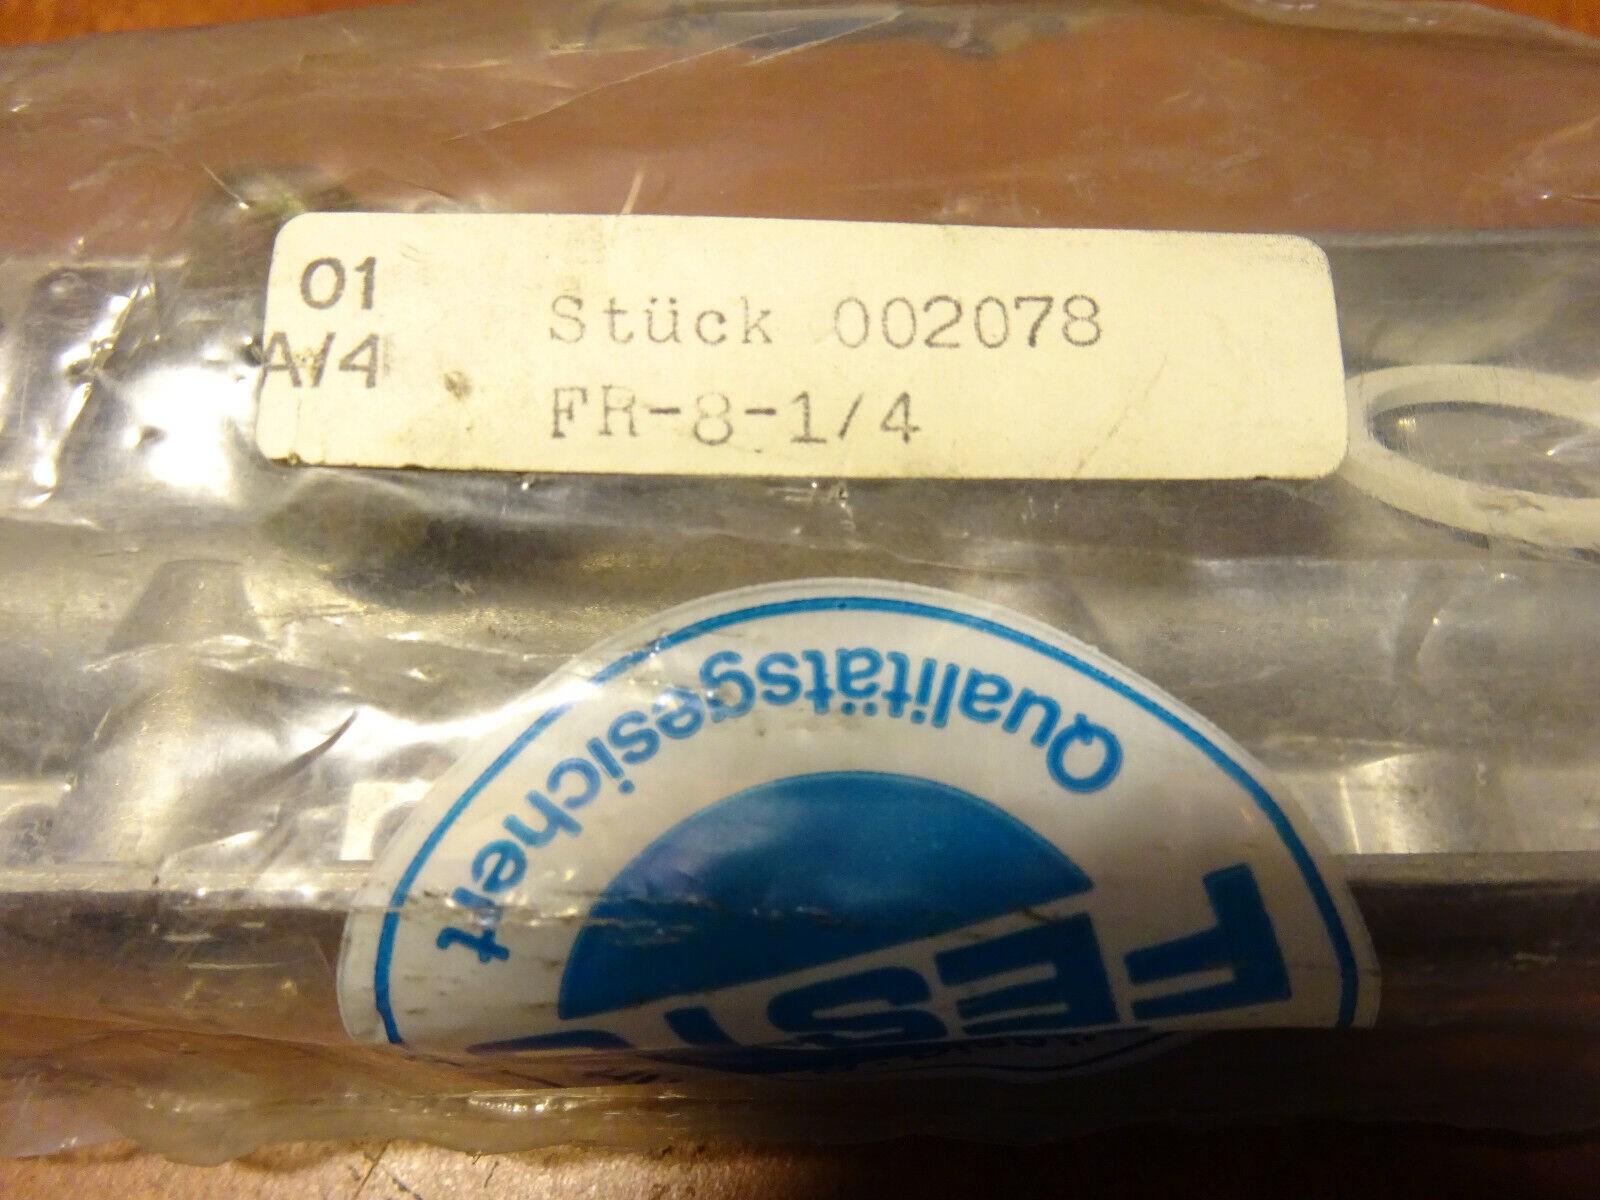 01
A/4
Stück 002078
FR-8-1/4
Qualitätsgesichert
FESTO